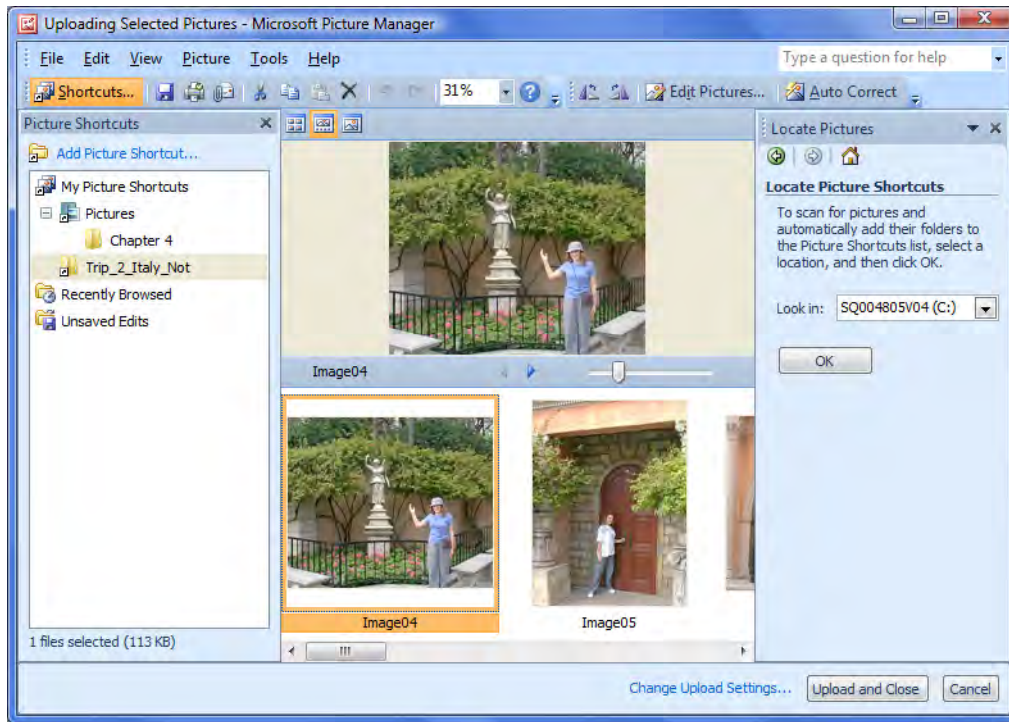 Uploading Selected Pictures - Microsoft Picture Manager
File Edit View Picture Tools Help
Type a question for help
Shortcuts... 31% Edit Pictures... Auto Correct
Picture Shortcuts
Add Picture Shortcut...
My Picture Shortcuts
Pictures
Chapter 4
Trip_2_Italy_Not
Recently Browsed
Unsaved Edits
1 files selected (113 KB)
Image04
Image04
Image05
Locate Pictures
Locate Picture Shortcuts
To scan for pictures and
automatically add their folders to
the Picture Shortcuts list, select a
location, and then click OK.
Look in: SQ004805V04 (C:)
OK
Change Upload Settings... Upload and Close Cancel